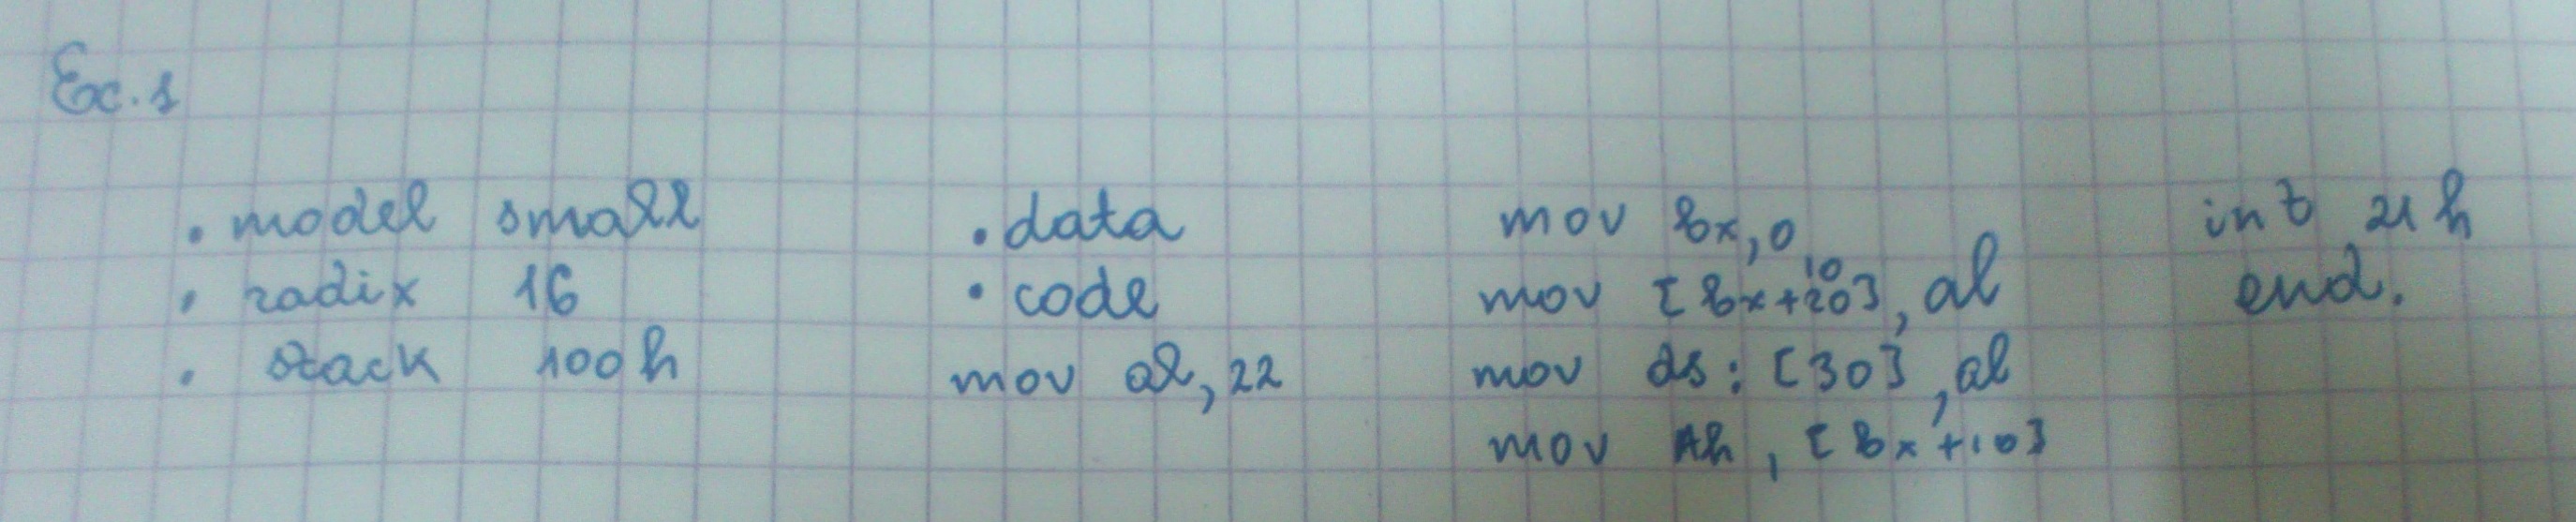 Ex. 1
.model small
.radix 16
.stack 100h
.data
.code
mov al, 22
mov bx, 0
10
mov [bx+20], al
mov ds:[30], al
mov Ah, [bx+10]
int 21h
end.